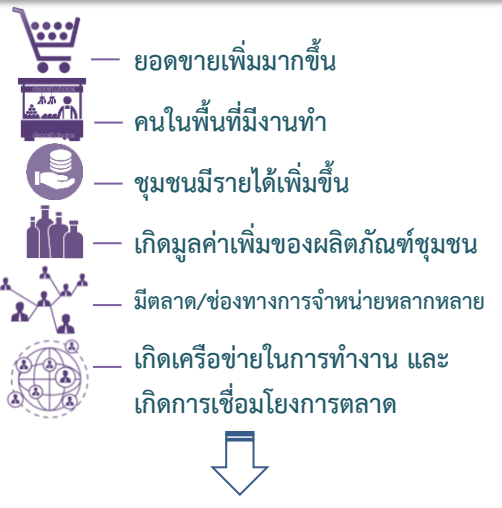 ยอดขายเพิ่มมากขึ้น
คนในพื้นที่มีงานทำ
ชุมชนมีรายได้เพิ่มขึ้น
เกิดมูลค่าเพิ่มของผลิตภัณฑ์ชุมชน
มีตลาด/ช่องทางการจำหน่ายหลากหลาย
เกิดเครือข่ายในการทำงาน และ
เกิดการเชื่อมโยงการตลาด